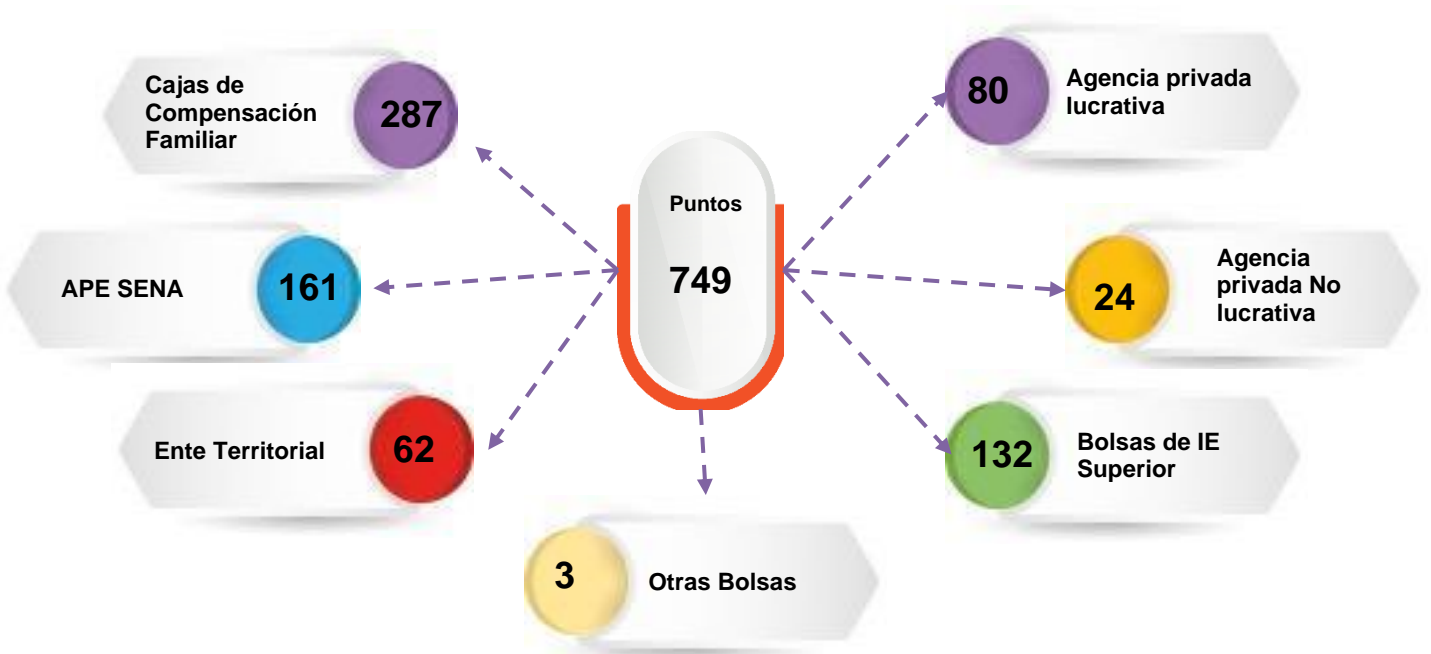 Cajas de
Compensación
Familiar
287
APE SENA
161
Ente Territorial
62
Puntos
749
3
Otras Bolsas
80
Agencia privada
lucrativa
24
Agencia
privada No
lucrativa
132
Bolsas de IE
Superior